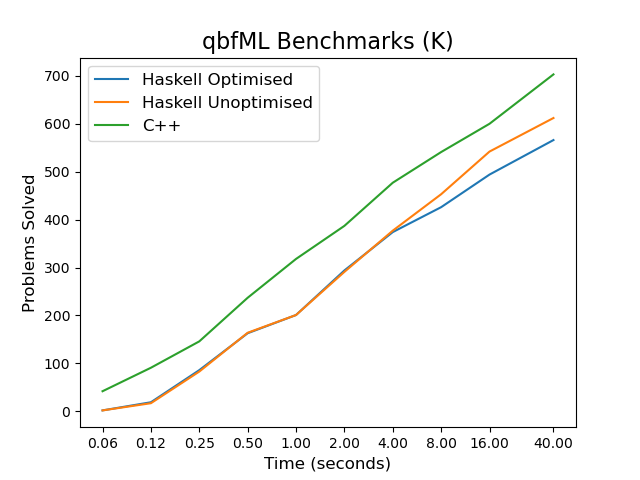 qbfML Benchmarks (K)
Haskell Optimised
Haskell Unoptimised
C++
Problems Solved
700
600
500
400
300
200
100
0
0.06 0.12 0.25 0.50 1.00 2.00 4.00 8.00 16.00 40.00
Time (seconds)